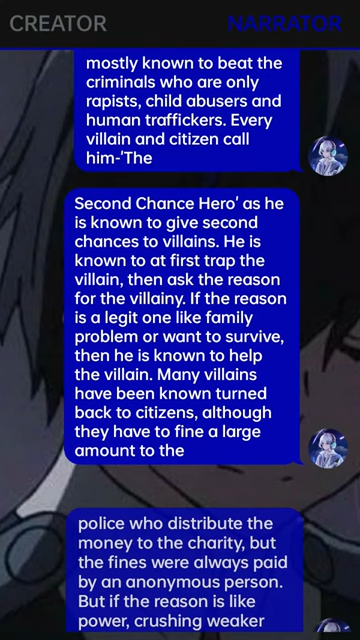 CREATOR
NARRATOR
mostly known to beat the
criminals who are only
rapists, child abusers and
human traffickers. Every
villain and citizen call
him-'The
Second Chance Hero' as he
is known to give second
chances to villains. He is
known to at first trap the
villain, then ask the reason
for the villainy. If the reason
is a legit one like family
problem or want to survive,
then he is known to help
the villain. Many villains
have been known turned
back to citizens, although
they have to fine a large
amount to the
police who distribute the
money to the charity, but
the fines were always paid
by an anonymous person.
But if the reason is like
power, crushing weaker